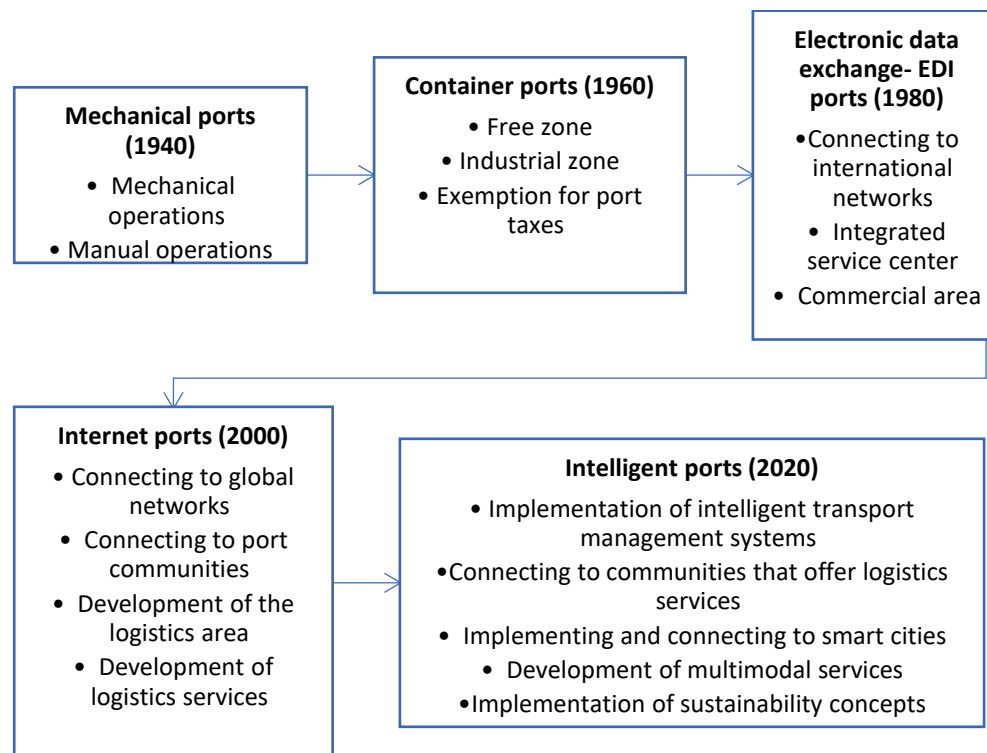 Mechanical ports
(1940)
• Mechanical
operations
• Manual operations
Container ports (1960)
• Free zone
• Industrial zone
• Exemption for port
taxes
Electronic data
exchange- EDI
ports (1980)
•Connecting to
international
networks
• Integrated
service center
• Commercial area
Internet ports (2000)
• Connecting to global
networks
• Connecting to port
communities
• Development of the
logistics area
• Development of
logistics services
Intelligent ports (2020)
• Implementation of intelligent transport
management systems
•Connecting to communities that offer logistics
services
• Implementing and connecting to smart cities
• Development of multimodal services
•Implementation of sustainability concepts